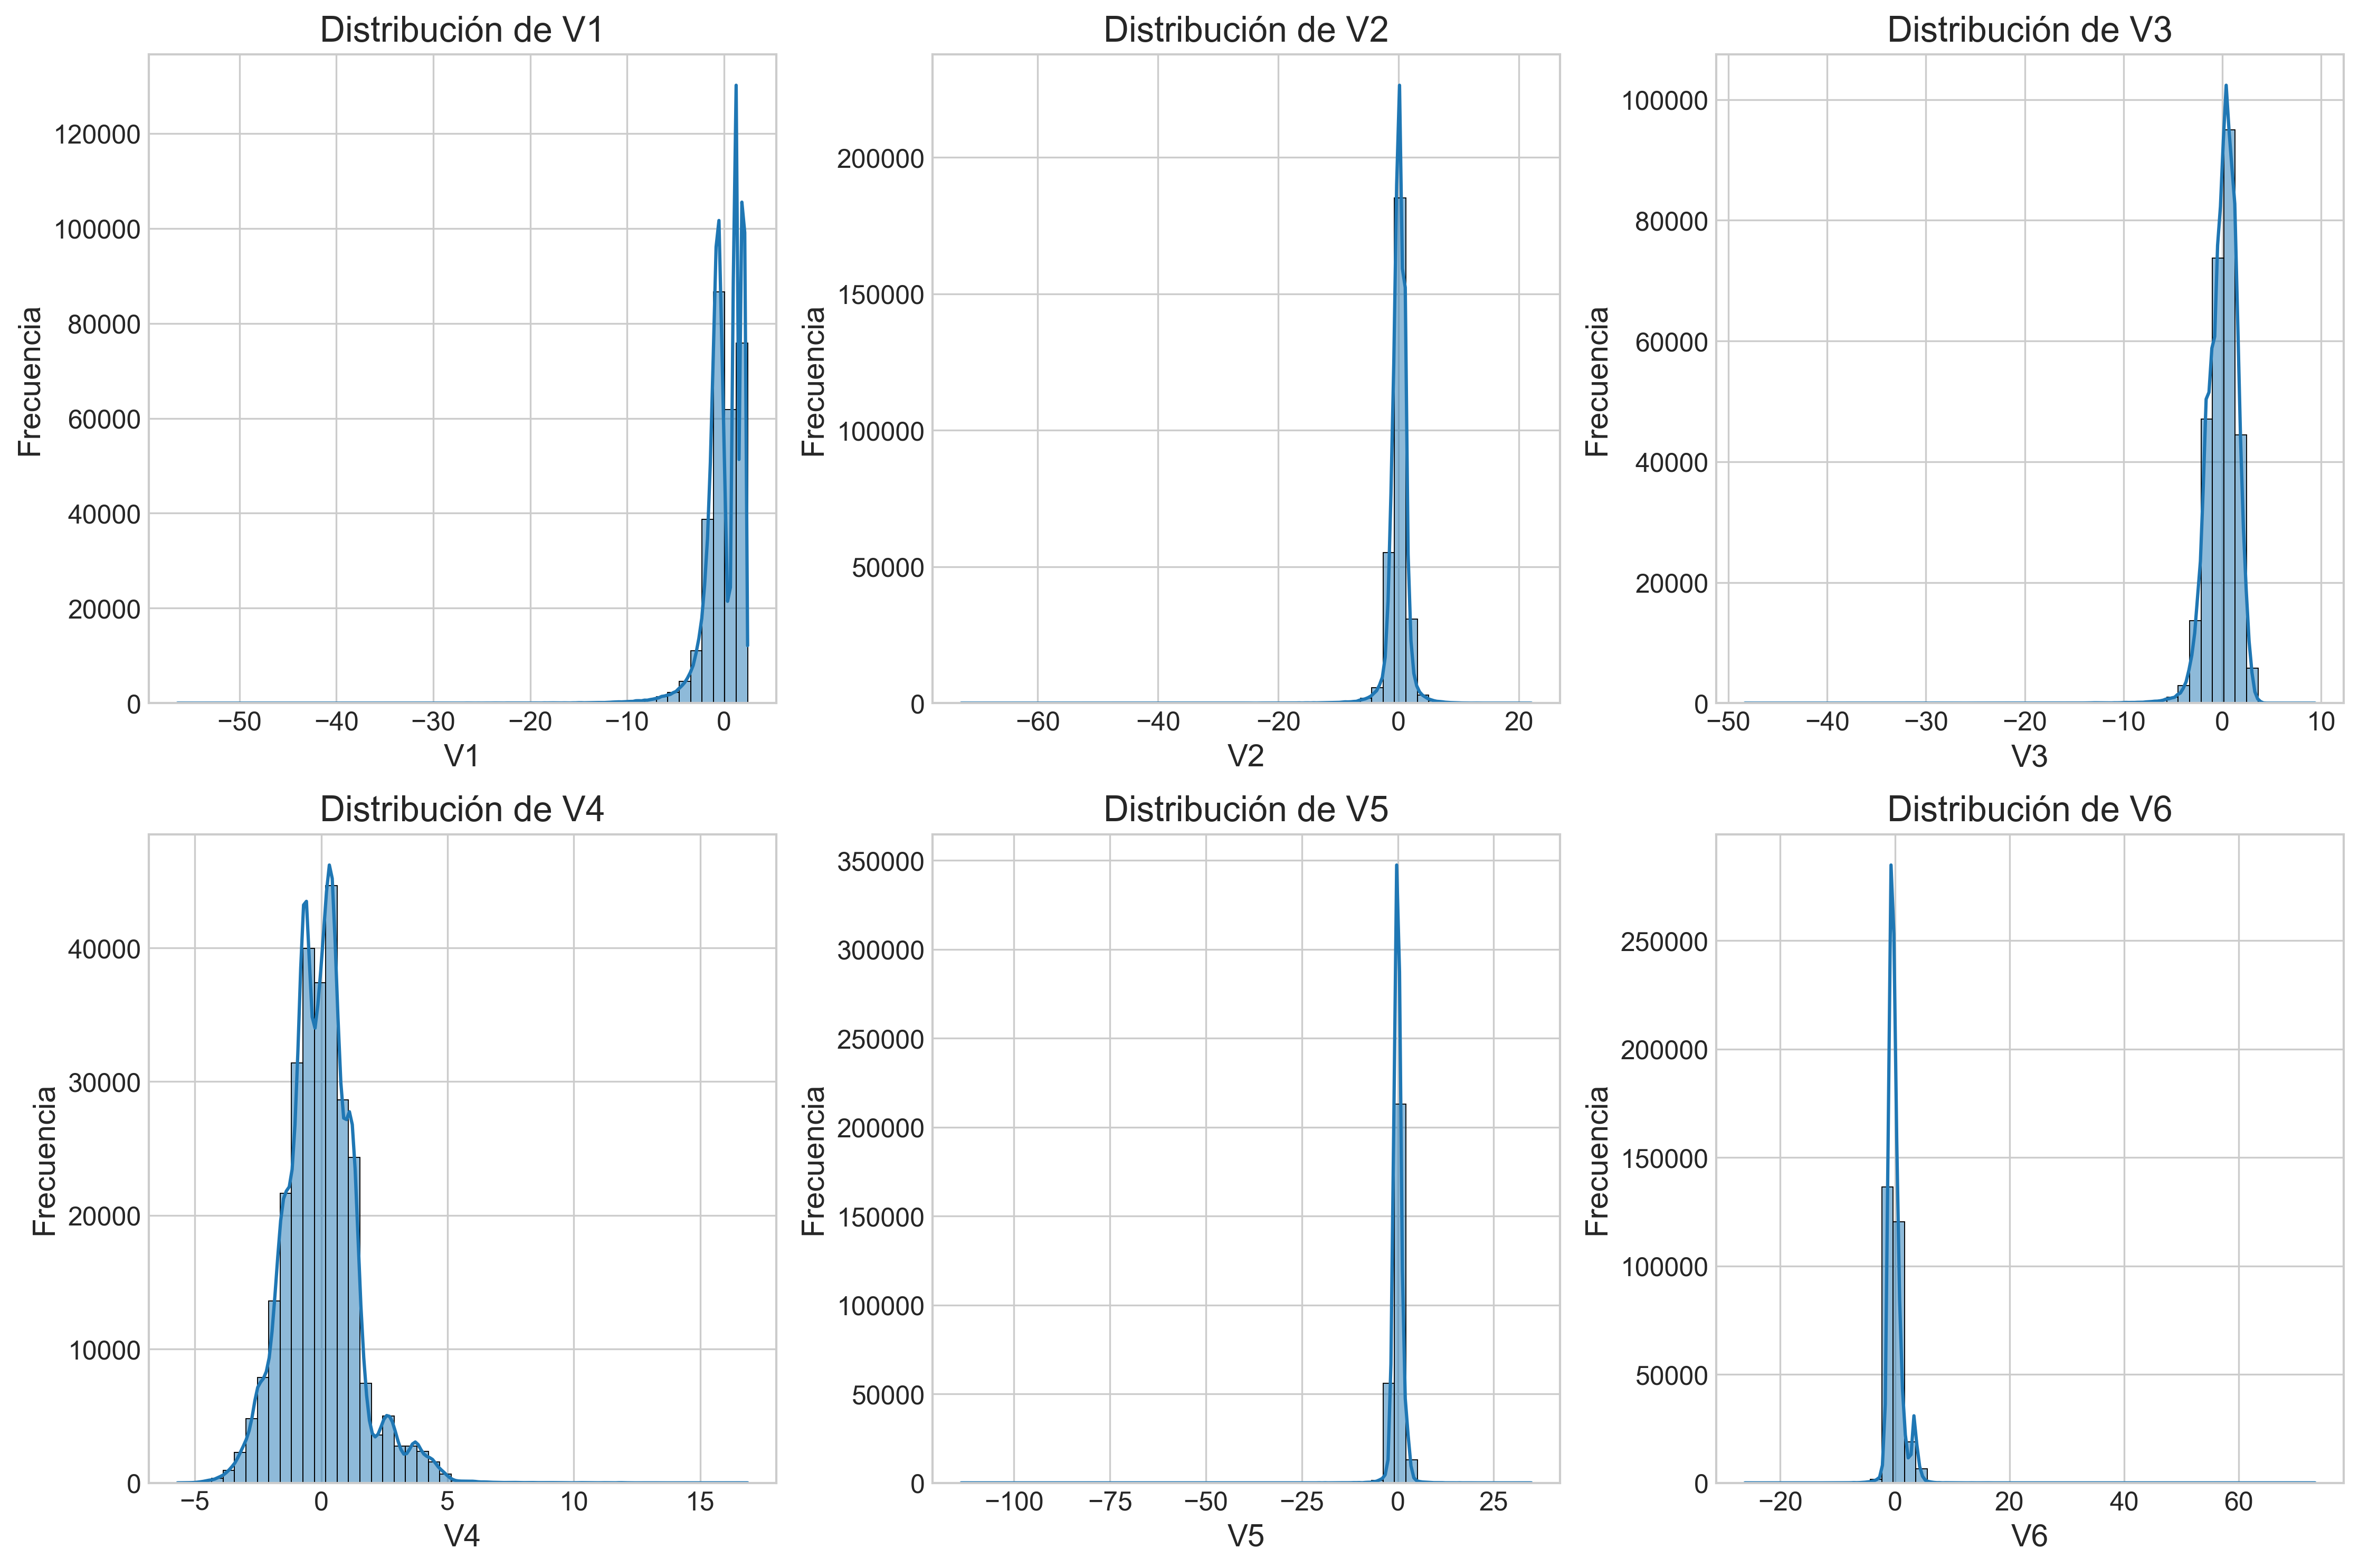 Distribución de V1
Frecuencia
120000
100000
80000
60000
40000
20000
0
−50 −40 −30 −20 −10 0
V1
Distribución de V2
Frecuencia
200000
150000
100000
50000
0
−60 −40 −20 0 20
V2
Distribución de V3
Frecuencia
100000
80000
60000
40000
20000
0
−50 −40 −30 −20 −10 0 10
V3
Distribución de V4
Frecuencia
40000
30000
20000
10000
0
−5 0 5 10 15
V4
Distribución de V5
Frecuencia
350000
300000
250000
200000
150000
100000
50000
0
−100 −75 −50 −25 0 25
V5
Distribución de V6
Frecuencia
250000
200000
150000
100000
50000
0
−20 0 20 40 60
V6